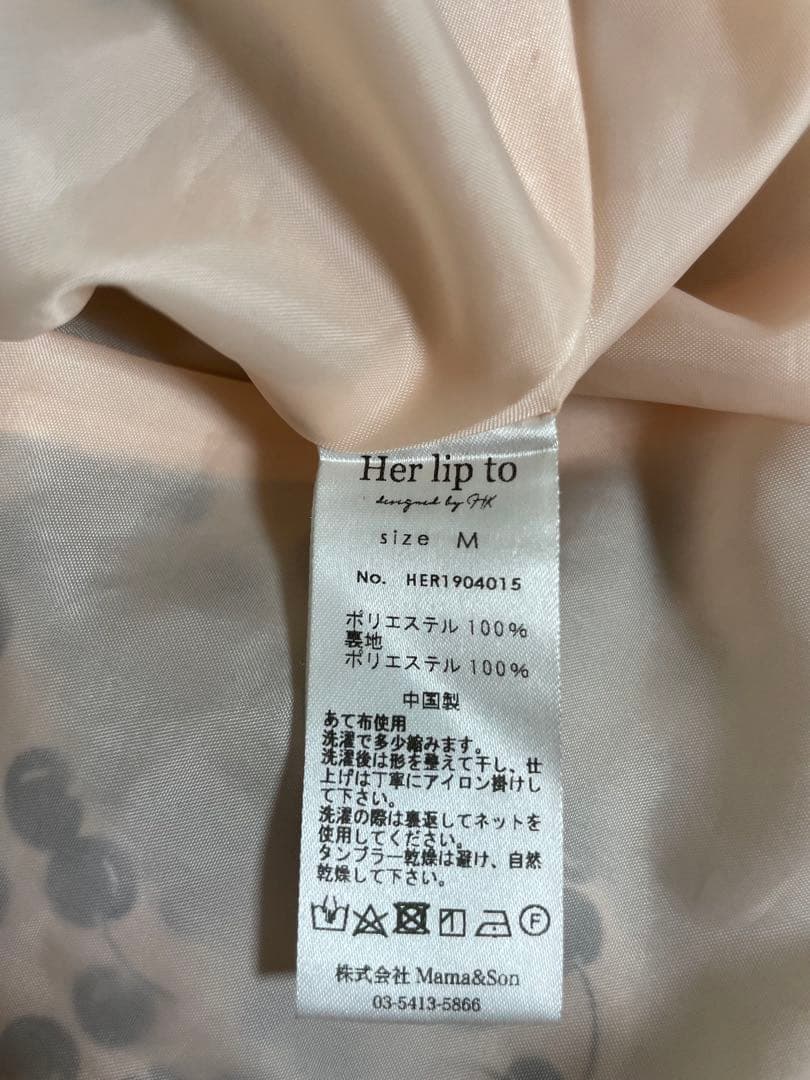 Her lip to
designed by HK
size M
No. HER1904015
ポリエステル 100%
裏地
ポリエステル 100%
中国製
あて布使用
洗濯で多少縮みます。
洗濯後は形を整えて干し、仕
上げは丁寧にアイロン掛けし
て下さい。
洗濯の際は裏返してネットを
使用してください。
タンブラー乾燥は避け、自然
乾燥して下さい。
F
株式会社 Mama&Son
03-5413-5866